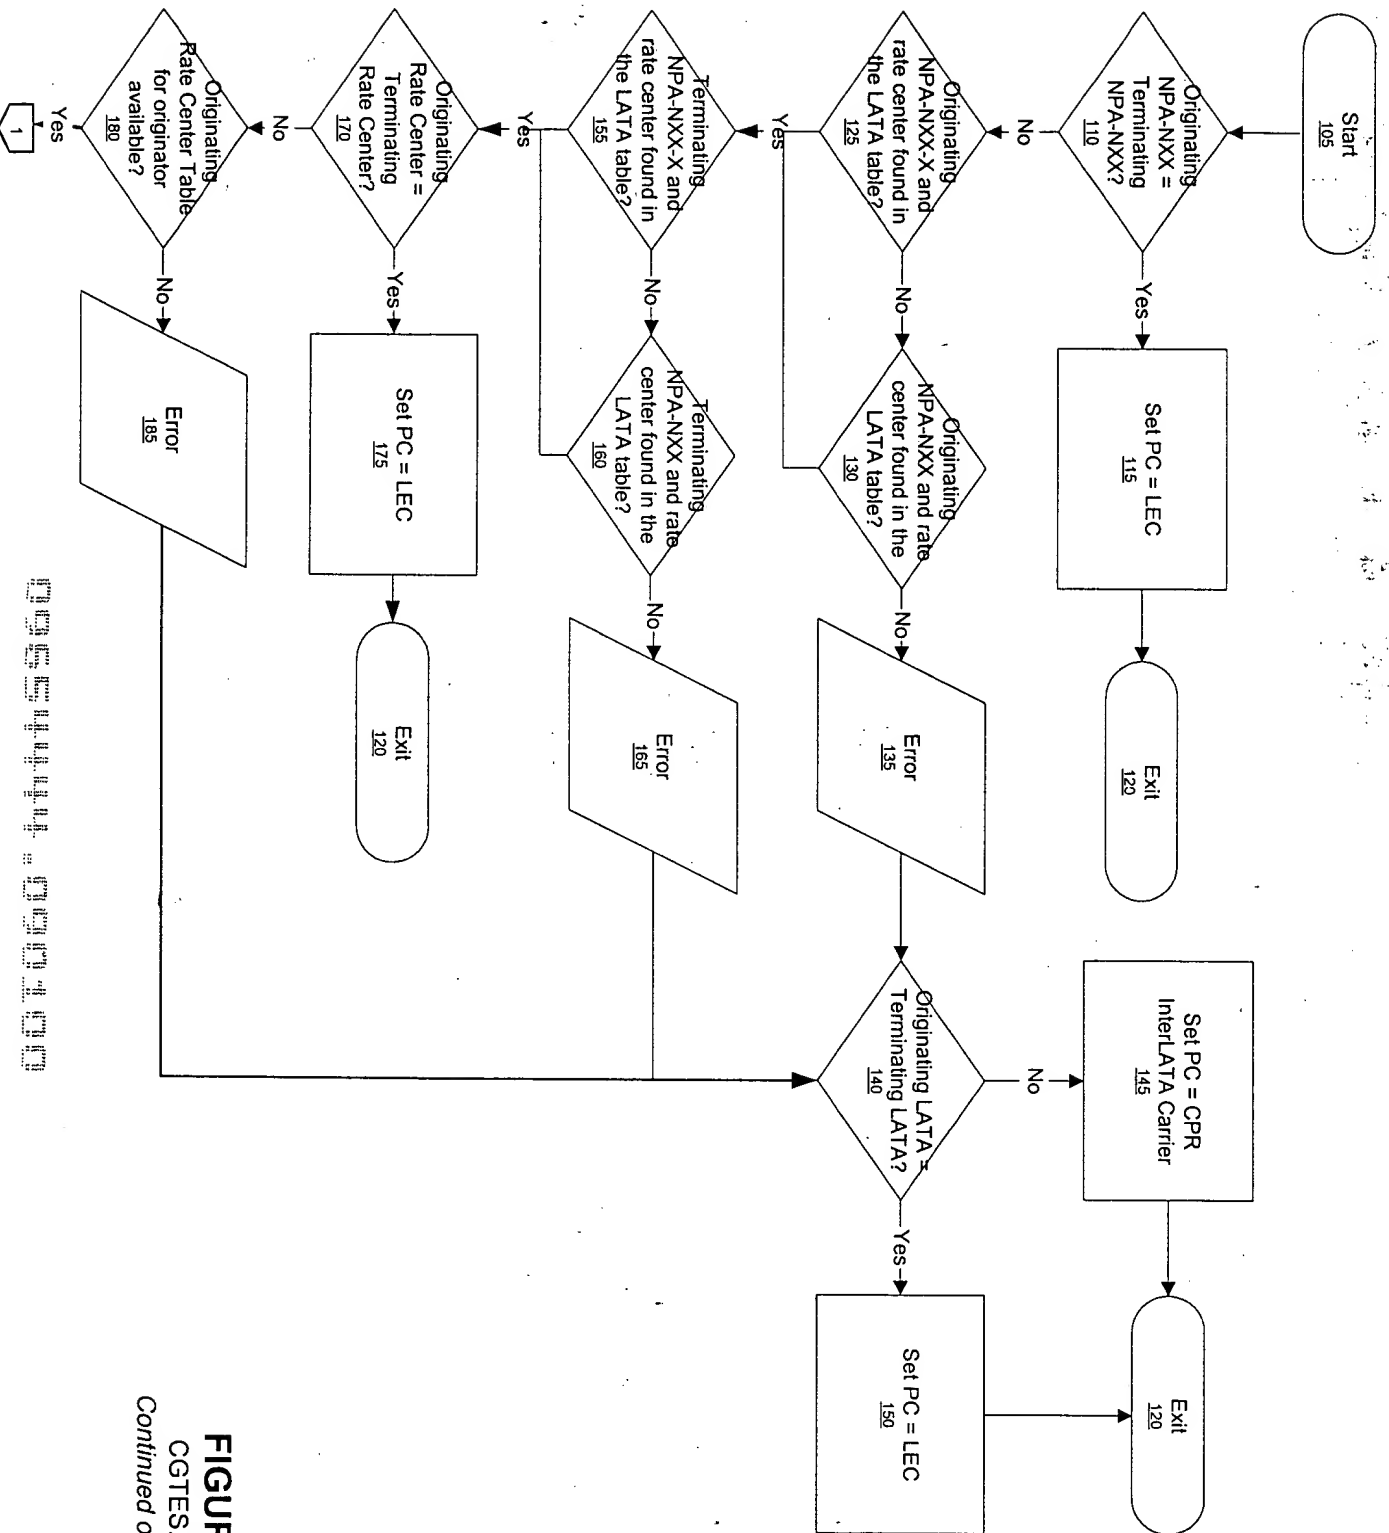 Start
105
Originating
NPA-NXX =
Terminating
NPA-NXX?
110
Yes
Set PC = LEC
115
Exit
120
No
Originating
NPA-NXX-X and
rate center found in
the LATA table?
125
No
Originating
NPA-NXX and rate
center found in the
LATA table?
130
No
Error
135
Originating LATA =
Terminating LATA?
140
No
Set PC = CPR
InterLATA Carrier
145
Exit
120
Yes
Set PC = LEC
150
Yes
Terminating
NPA-NXX-X and
rate center found in
the LATA table?
155
No
Terminating
NPA-NXX and rate
center found in the
LATA table?
160
No
Error
165
Yes
Originating
Rate Center =
Terminating
Rate Center?
170
Yes
Set PC = LEC
175
Exit
120
No
Originating
Rate Center Table
for originator
available?
180
No
Error
185
Yes
1
FIGUR
CGTES.
Continued o
09654444.090100